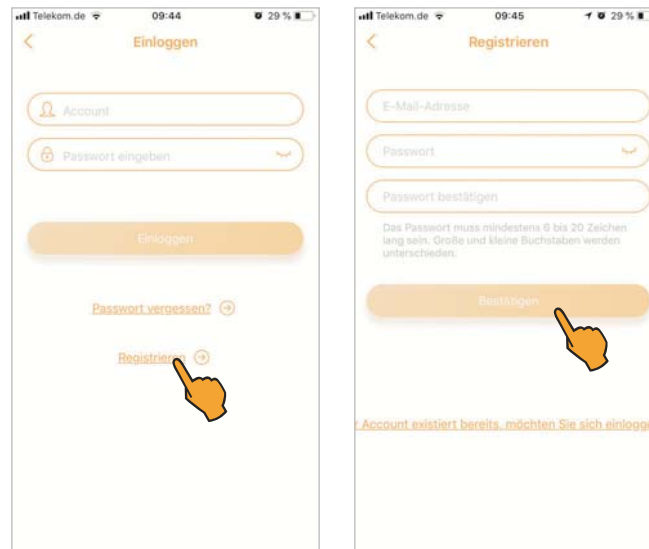 Telekom.de 09:44 29 %
Einloggen
Account
Passwort eingeben
Einloggen
Passwort vergessen?
Registrieren
Telekom.de 09:45 29 %
Registrieren
E-Mail-Adresse
Passwort
Passwort bestätigen
Das Passwort muss mindestens 6 bis 20 Zeichen
lang sein. Große und kleine Buchstaben werden
unterschieden.
Bestätigen
Account existiert bereits, möchten Sie sich einlogge